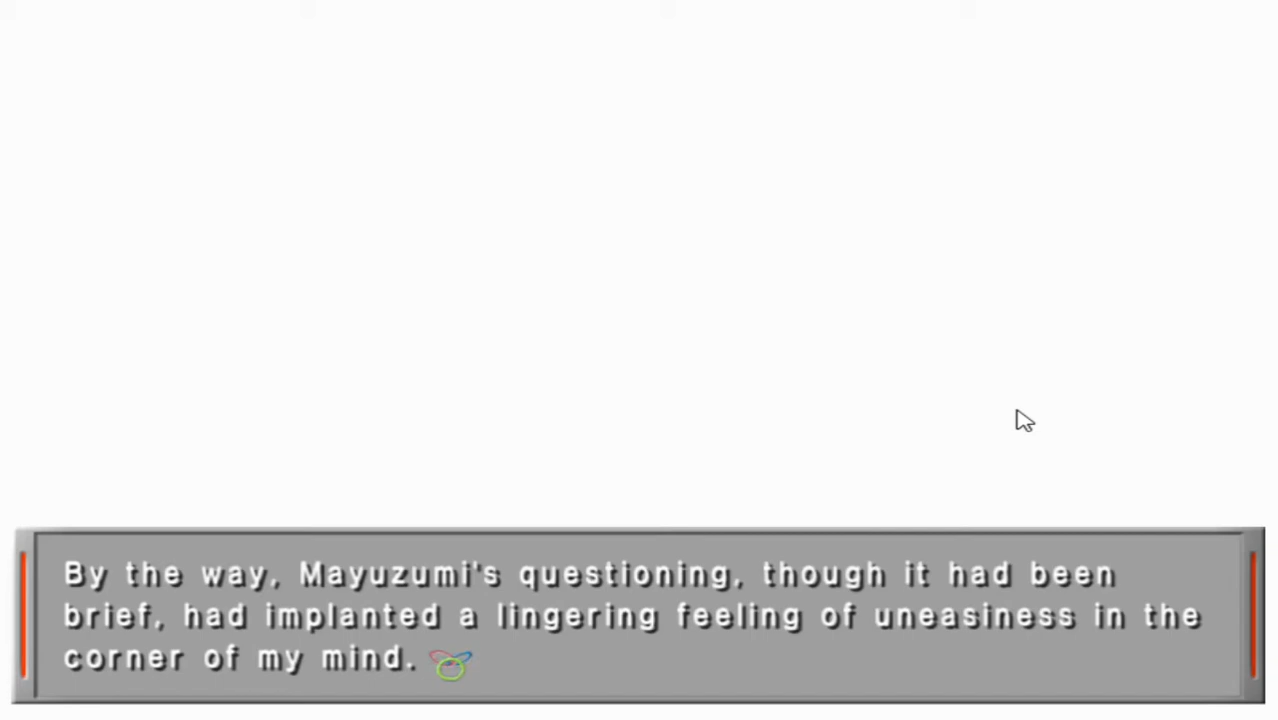 By the way, Mayuzumi's questioning, though it had been
brief, had implanted a lingering feeling of uneasiness in the
corner of my mind.